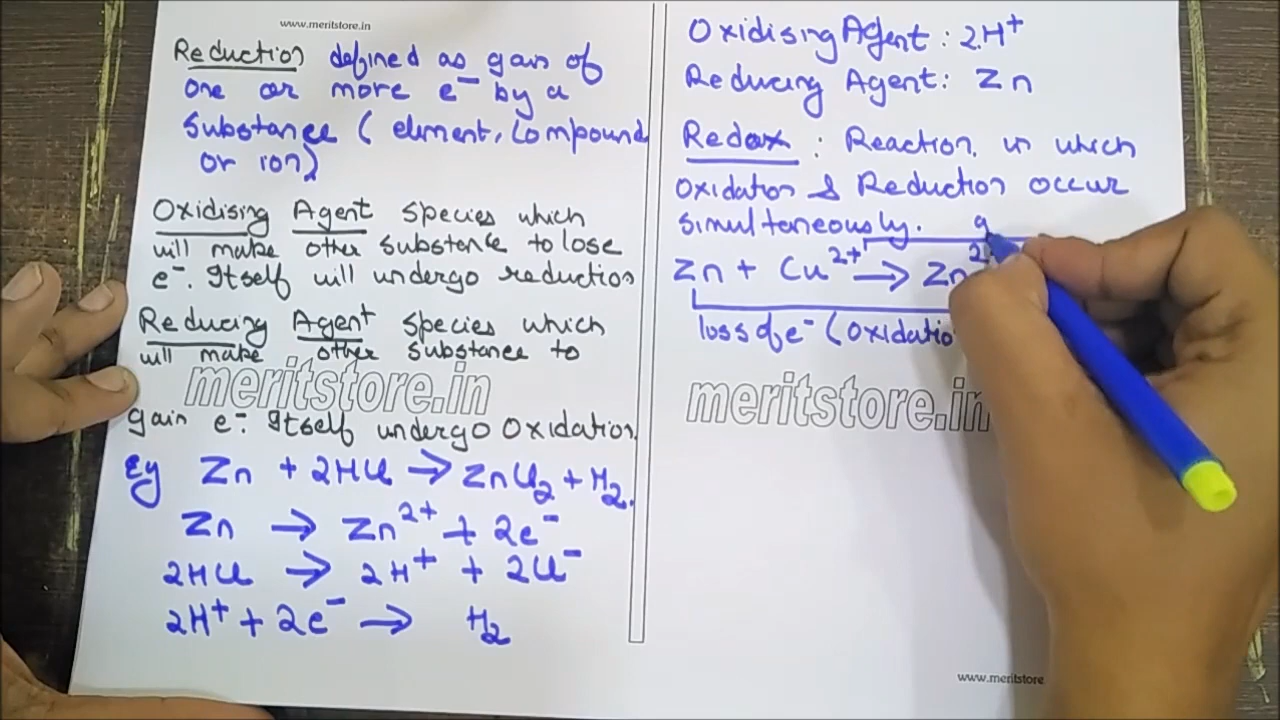 www.meritstore.in
Reduction defined as gain of
one or more e⁻ by a
substance (element, compound
or ion)
Oxidising Agent species which
will make other substance to lose
e⁻. Itself will undergo reduction
Reducing Agent species which
will make other substance to
meritstore.in
gain e⁻. Itself undergo oxidation
Eg Zn + 2HCl → ZnCl₂ + H₂.
Zn → Zn²⁺ + 2e⁻
2HCl → 2H⁺ + 2Cl⁻
2H⁺ + 2e⁻ → H₂
Oxidising Agent : 2H⁺
Reducing Agent : Zn
Redox : Reaction in which
Oxidation & Reduction occur
simultaneously.
g
Zn + Cu²⁺ → Zn²
loss of e⁻ (Oxidatio
meritstore.in
www.meritstore